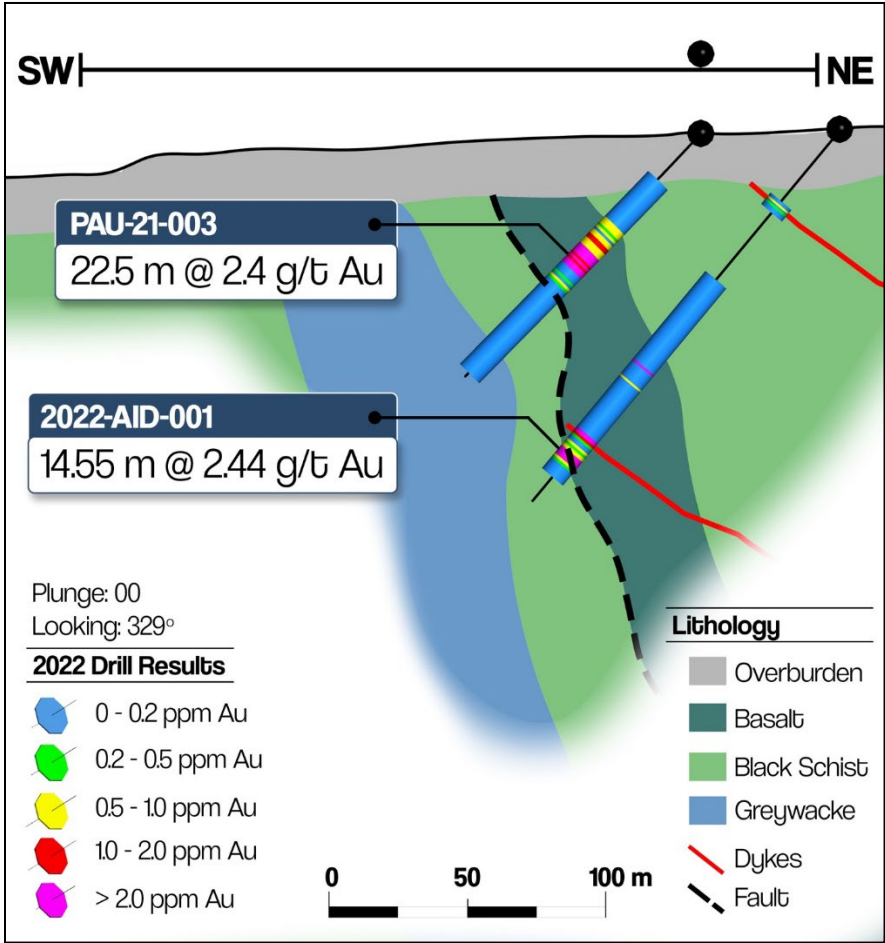 SW NE
PAU-21-003
22.5 m @ 2.4 g/t Au
2022-AID-001
14.55 m @ 2.44 g/t Au
Plunge: 00
Looking: 329°
2022 Drill Results
0 - 0.2 ppm Au
0.2 - 0.5 ppm Au
0.5 - 1.0 ppm Au
1.0 - 2.0 ppm Au
> 2.0 ppm Au
0 50 100 m
Lithology
Overburden
Basalt
Black Schist
Greywacke
Dykes
Fault